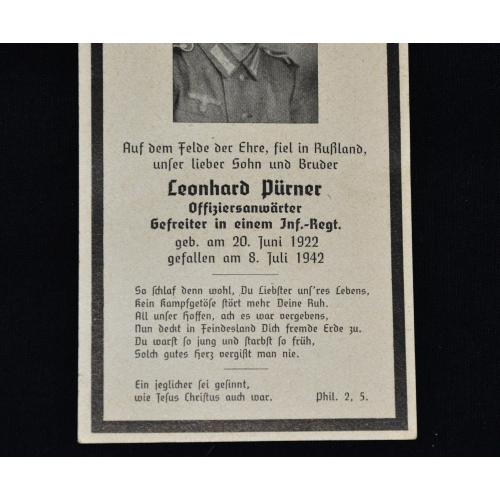 Auf dem Felde der Ehre, fiel in Rußland,
unser lieber Sohn und Bruder
Leonhard Pürner
Offiziersanwärter
Gefreiter in einem Inf.-Regt.
geb. am 20. Juni 1922
gefallen am 8. Juli 1942
So schlaf denn wohl, Du Liebster uns'res Lebens,
Kein Kampfgetöse stört mehr Deine Ruh.
All unser Hoffen, ach es war vergebens,
Nun deckt in Feindesland Dich fremde Erde zu.
Du warst so jung und starbst so früh,
Solch gutes Herz vergißt man nie.
Ein jeglicher sei gesinnt,
wie Jesus Christus auch war. Phil. 2, 5.